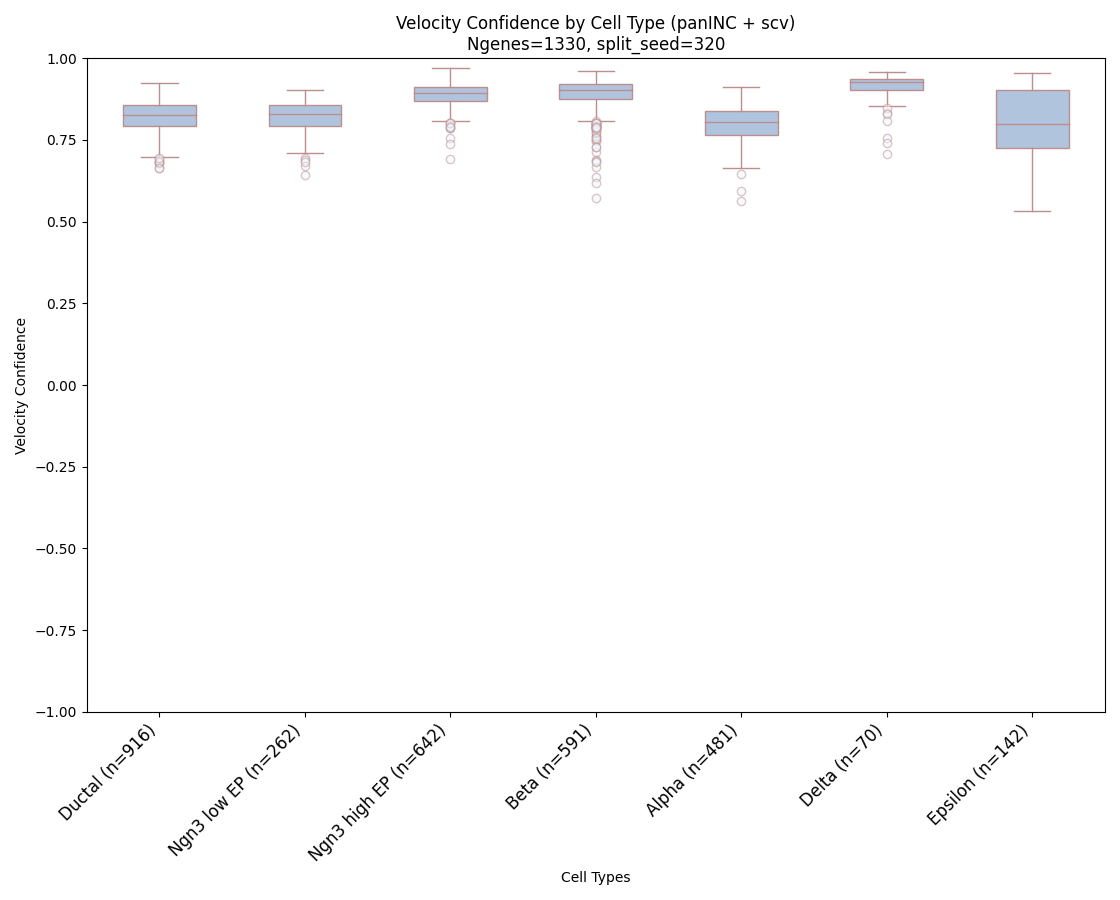 Velocity Confidence by Cell Type (panINC + scv)
Ngenes=1330, split_seed=320
Velocity Confidence
1.00
0.75
0.50
0.25
0.00
−0.25
−0.50
−0.75
−1.00
Ductal (n=916)
Ngn3 low EP (n=262)
Ngn3 high EP (n=642)
Beta (n=591)
Alpha (n=481)
Delta (n=70)
Epsilon (n=142)
Cell Types